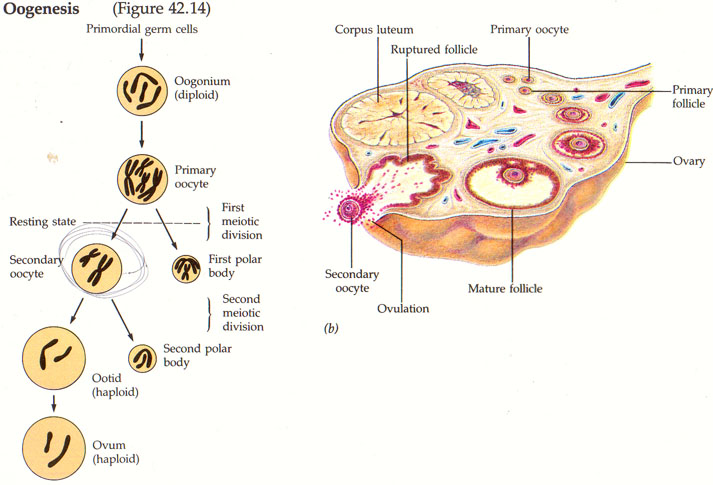 Oogenesis (Figure 42.14)
Primordial germ cells
Oogonium
(diploid)
Primary
oocyte
First
meiotic
division
Resting state
Secondary
oocyte
First polar
body
Second
meiotic
division
Second polar
body
Ootid
(haploid)
Ovum
(haploid)
Corpus luteum
Ruptured follicle
Primary oocyte
Primary
follicle
Ovary
Secondary
oocyte
Ovulation
Mature follicle
(b)